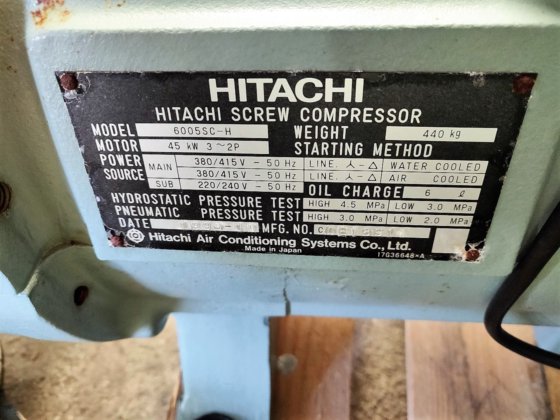 HITACHI
HITACHI SCREW COMPRESSOR
MODEL 6005SC-H WEIGHT 440 kg
MOTOR 45 kW 3~2P STARTING METHOD
POWER SOURCE MAIN 380/415 V - 50 Hz LINE. 人-△ WATER COOLED
380/415 V - 50 Hz LINE. 人-△ AIR COOLED
SUB 220/240 V - 50 Hz OIL CHARGE 6 ℓ
HYDROSTATIC PRESSURE TEST HIGH 4.5 MPa LOW 3.0 MPa
PNEUMATIC PRESSURE TEST HIGH 3.0 MPa LOW 2.0 MPa
DATE MFG. NO.
Hitachi Air Conditioning Systems Co., Ltd.
Made in Japan 17G36648*A